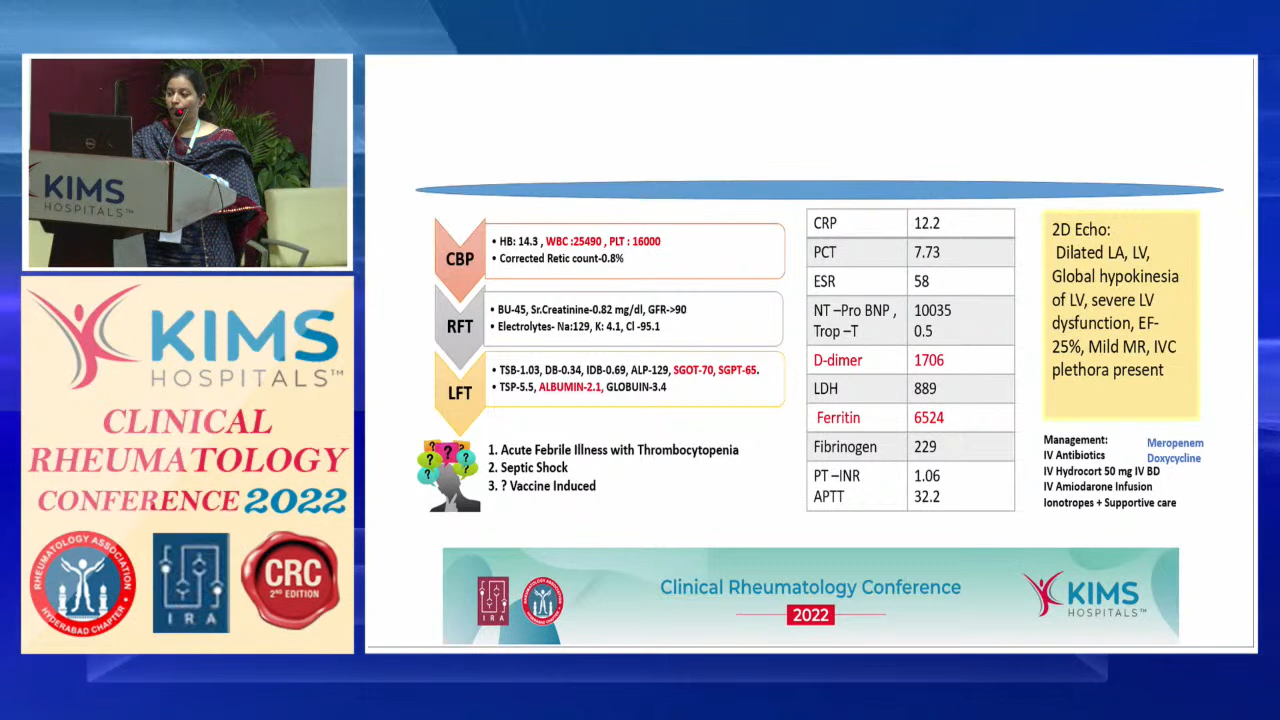 KIMS
HOSPITALS™
KIMS
HOSPITALS™
CLINICAL
RHEUMATOLOGY
CONFERENCE 2022
RHEUMATOLOGY ASSOCIATION
HYDERABAD CHAPTER
IRA
CRC
2ND EDITION
CBP
• HB: 14.3 , WBC :25490 , PLT : 16000
• Corrected Retic count-0.8%
RFT
• BU-45, Sr.Creatinine-0.82 mg/dl, GFR->90
• Electrolytes- Na:129, K: 4.1, Cl -95.1
LFT
• TSB-1.03, DB-0.34, IDB-0.69, ALP-129, SGOT-70, SGPT-65.
• TSP-5.5, ALBUMIN-2.1, GLOBUIN-3.4
? ? ? ? ?
1. Acute Febrile Illness with Thrombocytopenia
2. Septic Shock
3. ? Vaccine Induced
CRP 12.2
PCT 7.73
ESR 58
NT –Pro BNP , 10035
Trop –T 0.5
D-dimer 1706
LDH 889
Ferritin 6524
Fibrinogen 229
PT –INR 1.06
APTT 32.2
2D Echo:
Dilated LA, LV,
Global hypokinesia
of LV, severe LV
dysfunction, EF-
25%, Mild MR, IVC
plethora present
Management:
IV Antibiotics
IV Hydrocort 50 mg IV BD
IV Amiodarone Infusion
Ionotropes + Supportive care
Meropenem
Doxycycline
IRA
Clinical Rheumatology Conference
2022
KIMS
HOSPITALS™